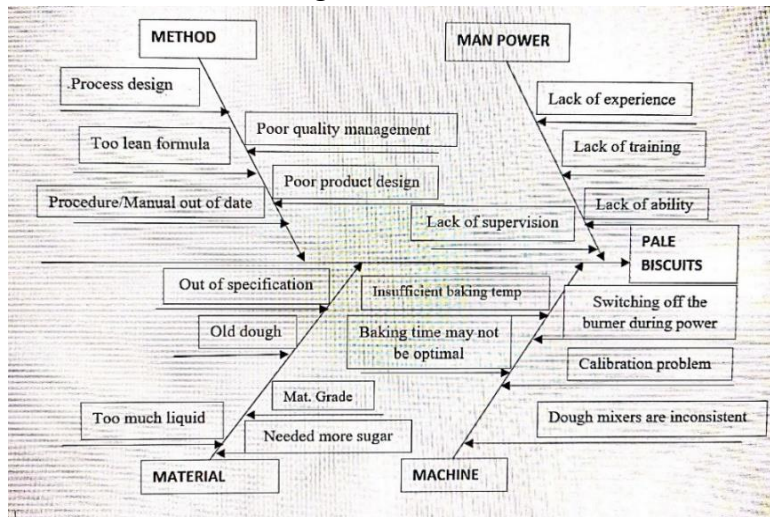 METHOD
MAN POWER
.Process design
Lack of experience
Poor quality management
Too lean formula
Lack of training
Poor product design
Procedure/Manual out of date
Lack of ability
Lack of supervision
PALE
BISCUITS
Out of specification
Insufficient baking temp
Switching off the
burner during power
Old dough
Baking time may not
be optimal
Calibration problem
Mat. Grade
Too much liquid
Dough mixers are inconsistent
Needed more sugar
MATERIAL
MACHINE